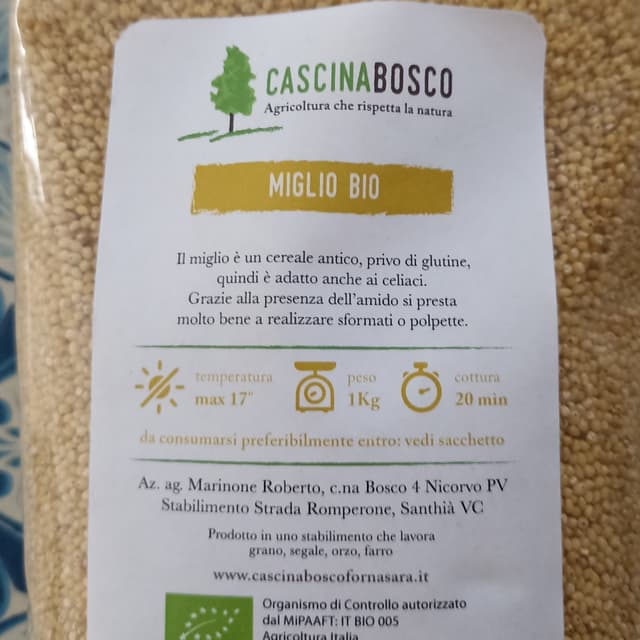 CASCINABOSCO
Agricoltura che rispetta la natura
MIGLIO BIO
Il miglio è un cereale antico, privo di glutine,
quindi è adatto anche ai celiaci.
Grazie alla presenza dell'amido si presta
molto bene a realizzare sformati o polpette.
temperatura
max 17°
peso
1Kg
cottura
20 min
da consumarsi preferibilmente entro: vedi sacchetto
Az. ag. Marinone Roberto, c.na Bosco 4 Nicorvo PV
Stabilimento Strada Romperone, Santhià VC
Prodotto in uno stabilimento che lavora
grano, segale, orzo, farro
www.cascinaboscofornasara.it
Organismo di Controllo autorizzato
dal MiPAAFT: IT BIO 005
Agricoltura Italia